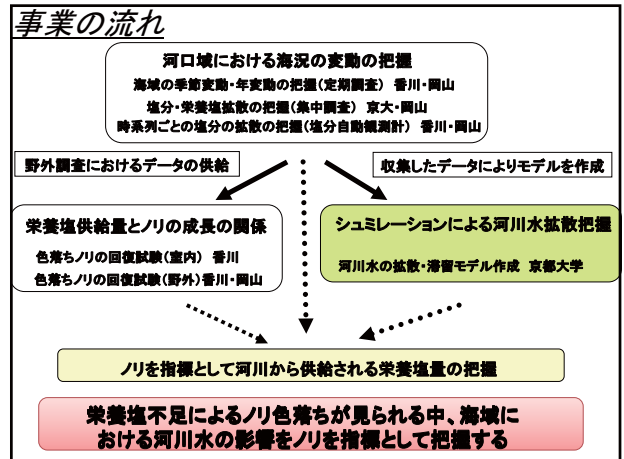 事業の流れ
河口域における海況の変動の把握
海域の季節変動・年変動の把握(定期調査) 香川・岡山
塩分・栄養塩拡散の把握(集中調査) 京大・岡山
時系列ごとの塩分の拡散の把握(塩分自動観測計) 香川・岡山
野外調査におけるデータの供給
収集したデータによりモデルを作成
栄養塩供給量とノリの成長の関係
色落ちノリの回復試験(室内) 香川
色落ちノリの回復試験(野外)香川・岡山
シュミレーションによる河川水拡散把握
河川水の拡散・滞留モデル作成 京都大学
ノリを指標として河川から供給される栄養塩量の把握
栄養塩不足によるノリ色落ちが見られる中、海域に
おける河川水の影響をノリを指標として把握する